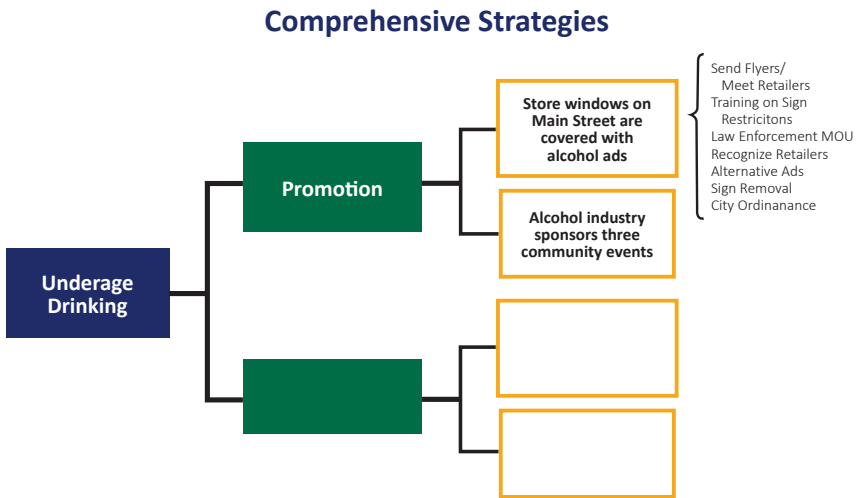 Comprehensive Strategies
Store windows on
Main Street are
covered with
alcohol ads
Send Flyers/
Meet Retailers
Training on Sign
Restricitons
Law Enforcement MOU
Recognize Retailers
Alternative Ads
Sign Removal
City Ordinanance
Promotion
Alcohol industry
sponsors three
community events
Underage
Drinking